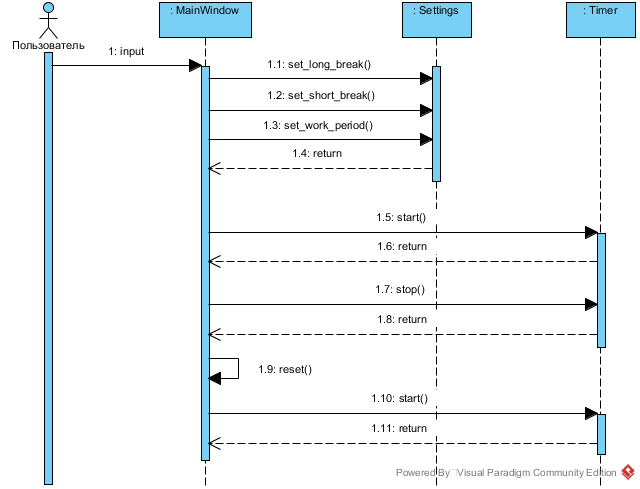 : MainWindow
: Settings
: Timer
Пользователь
1: input
1.1: set_long_break()
1.2: set_short_break()
1.3: set_work_period()
1.4: return
1.5: start()
1.6: return
1.7: stop()
1.8: return
1.9: reset()
1.10: start()
1.11: return
Powered By Visual Paradigm Community Edition